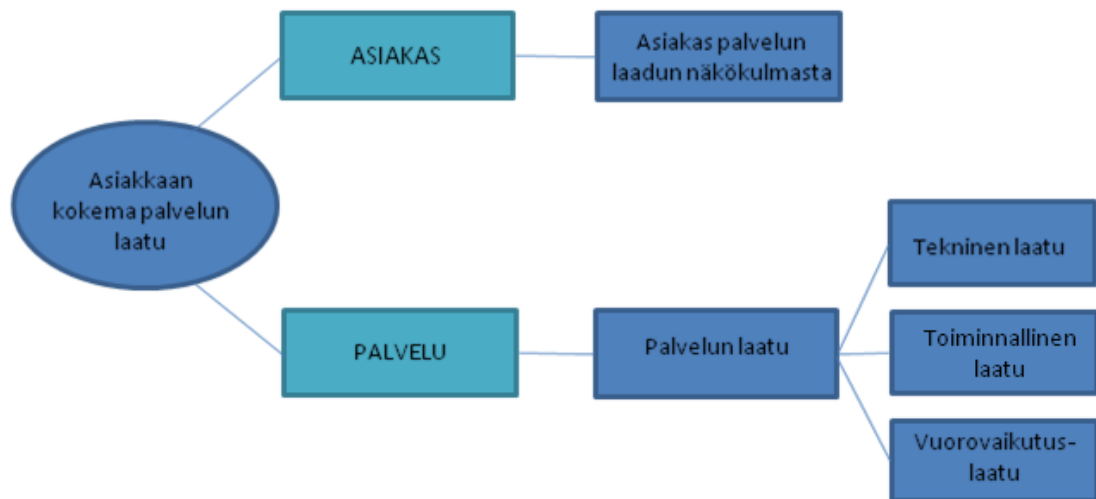 ASIAKAS
Asiakas palvelun
laadun näkökulmasta
Asiakkaan
kokema palvelun
laatu
PALVELU
Palvelun laatu
Tekninen laatu
Toiminnallinen
laatu
Vuorovaikutus-
laatu